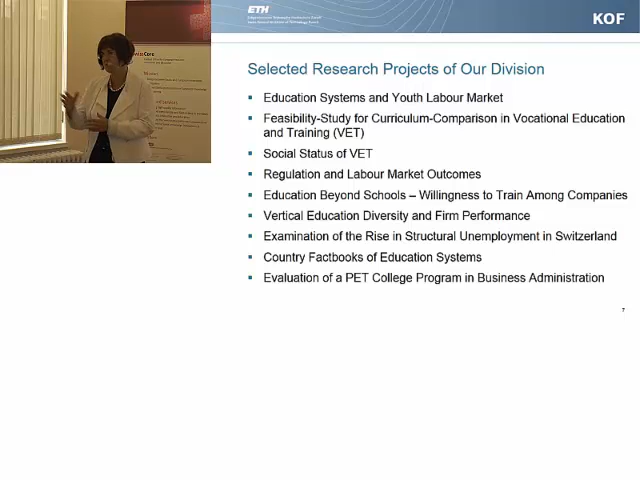 ETH
KOF
Selected Research Projects of Our Division
Education Systems and Youth Labour Market
Feasibility-Study for Curriculum-Comparison in Vocational Education
and Training (VET)
Social Status of VET
Regulation and Labour Market Outcomes
Education Beyond Schools – Willingness to Train Among Companies
Vertical Education Diversity and Firm Performance
Examination of the Rise in Structural Unemployment in Switzerland
Country Factbooks of Education Systems
Evaluation of a PET College Program in Business Administration
7